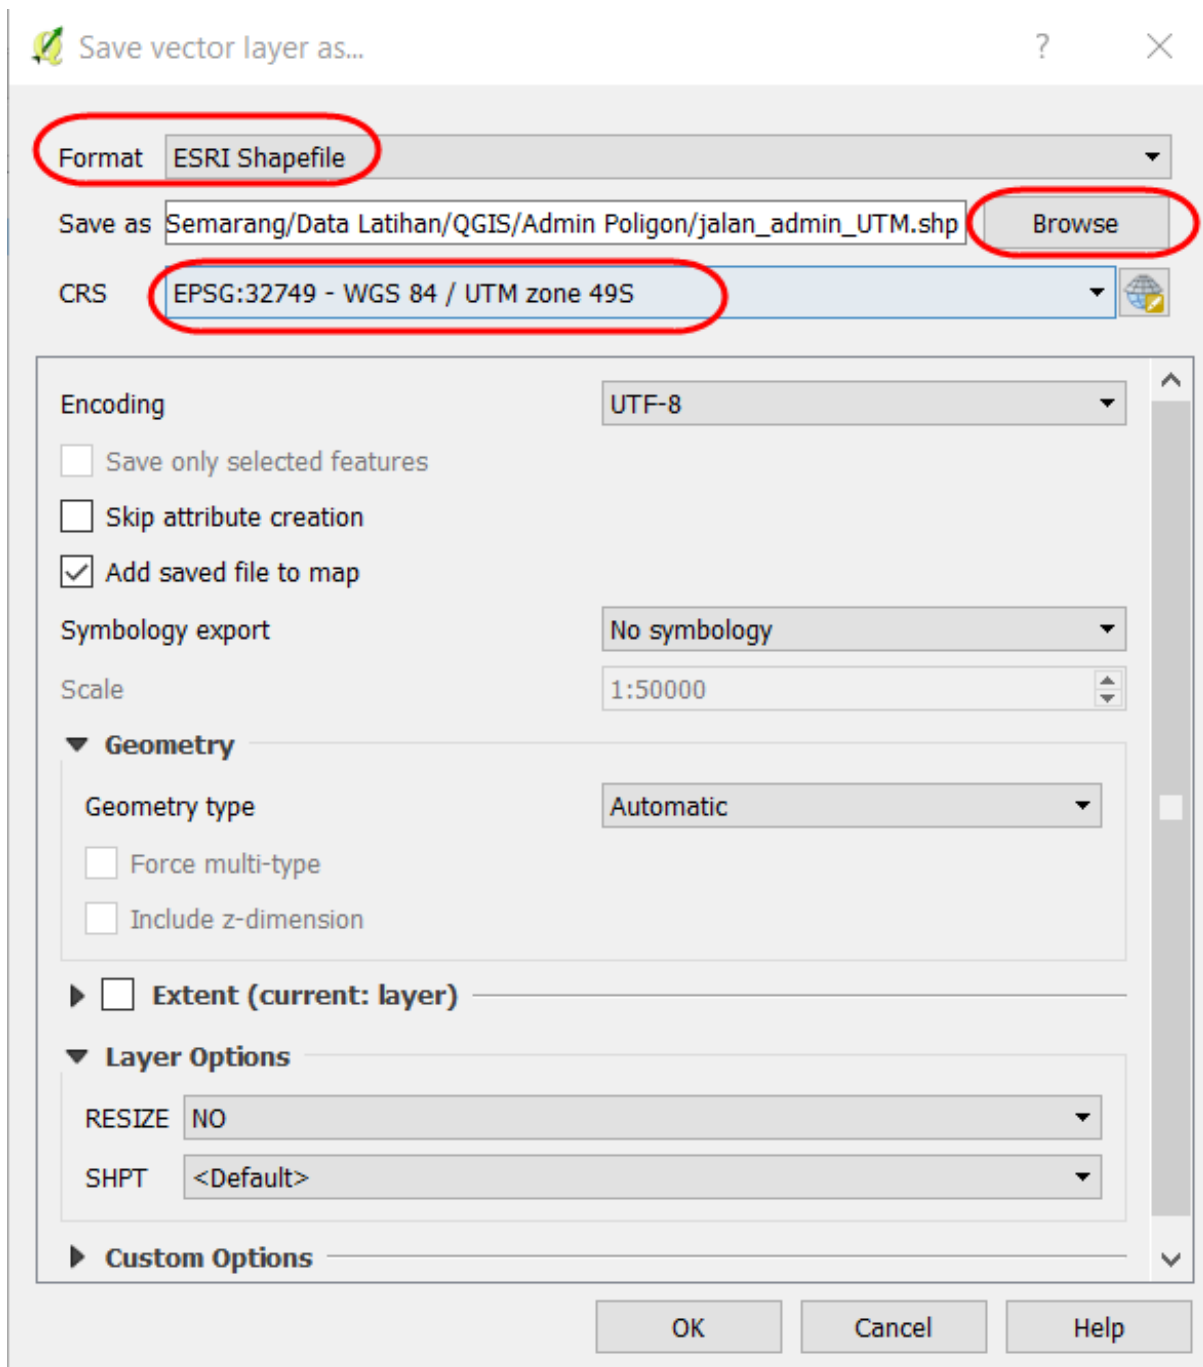 Save vector layer as...
?
Format ESRI Shapefile
Save as Semarang/Data Latihan/QGIS/Admin Poligon/jalan_admin_UTM.shp Browse
CRS EPSG:32749 - WGS 84 / UTM zone 49S
Encoding UTF-8
Save only selected features
Skip attribute creation
Add saved file to map
Symbology export No symbology
Scale 1:50000
Geometry
Geometry type Automatic
Force multi-type
Include z-dimension
Extent (current: layer)
Layer Options
RESIZE NO
SHPT <Default>
Custom Options
OK Cancel Help